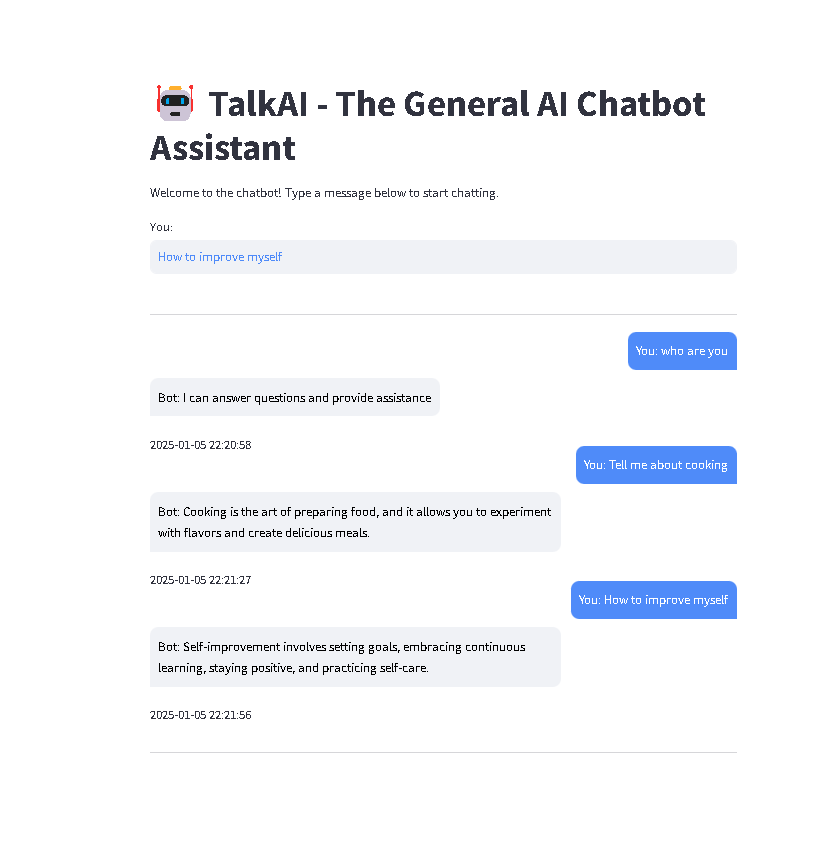 TalkAI - The General AI Chatbot
Assistant
Welcome to the chatbot! Type a message below to start chatting.
You:
How to improve myself
You: who are you
Bot: I can answer questions and provide assistance
2025-01-05 22:20:58
You: Tell me about cooking
Bot: Cooking is the art of preparing food, and it allows you to experiment
with flavors and create delicious meals.
2025-01-05 22:21:27
You: How to improve myself
Bot: Self-improvement involves setting goals, embracing continuous
learning, staying positive, and practicing self-care.
2025-01-05 22:21:56